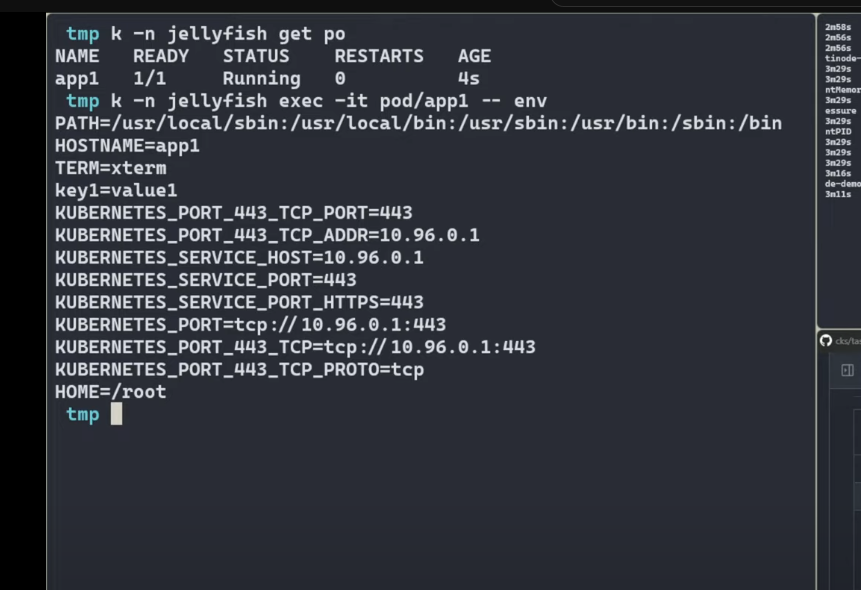 tmp k -n jellyfish get po
NAME READY STATUS RESTARTS AGE
app1 1/1 Running 0 4s
tmp k -n jellyfish exec -it pod/app1 -- env
PATH=/usr/local/sbin:/usr/local/bin:/usr/sbin:/usr/bin:/sbin:/bin
HOSTNAME=app1
TERM=xterm
key1=value1
KUBERNETES_PORT_443_TCP_PORT=443
KUBERNETES_PORT_443_TCP_ADDR=10.96.0.1
KUBERNETES_SERVICE_HOST=10.96.0.1
KUBERNETES_SERVICE_PORT=443
KUBERNETES_SERVICE_PORT_HTTPS=443
KUBERNETES_PORT=tcp://10.96.0.1:443
KUBERNETES_PORT_443_TCP=tcp://10.96.0.1:443
KUBERNETES_PORT_443_TCP_PROTO=tcp
HOME=/root
tmp
2m58s
2m56s
2m56s
tinode-
3m29s
3m29s
ntMemor
3m29s
essure
3m29s
ntPID
3m29s
3m29s
3m29s
3m16s
de-demo
3m11s
cks/tas